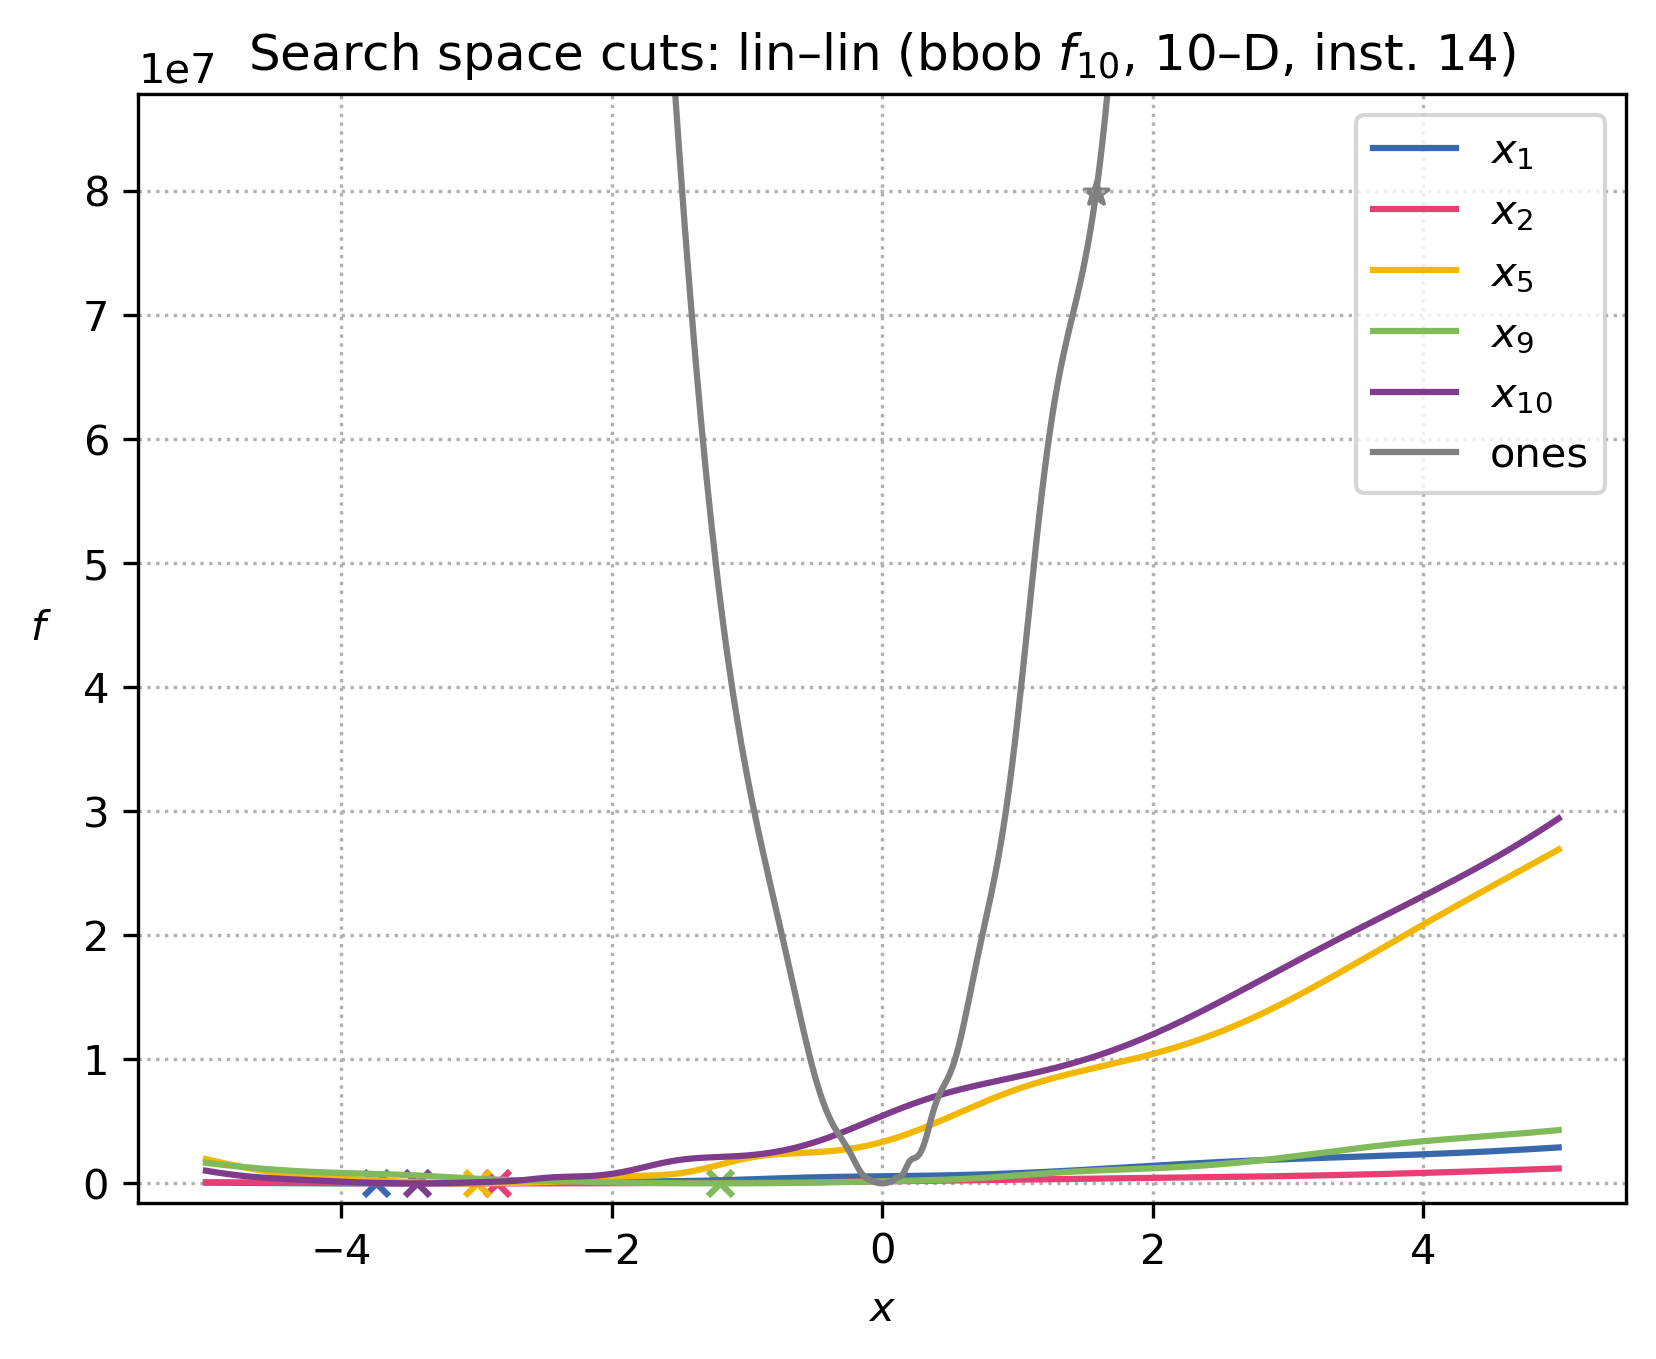 Search space cuts: lin–lin (bbob f10, 10–D, inst. 14)
1e7
8
7
6
5
4
3
2
1
0
f
−4
−2
0
2
4
x
x1
x2
x5
x9
x10
ones